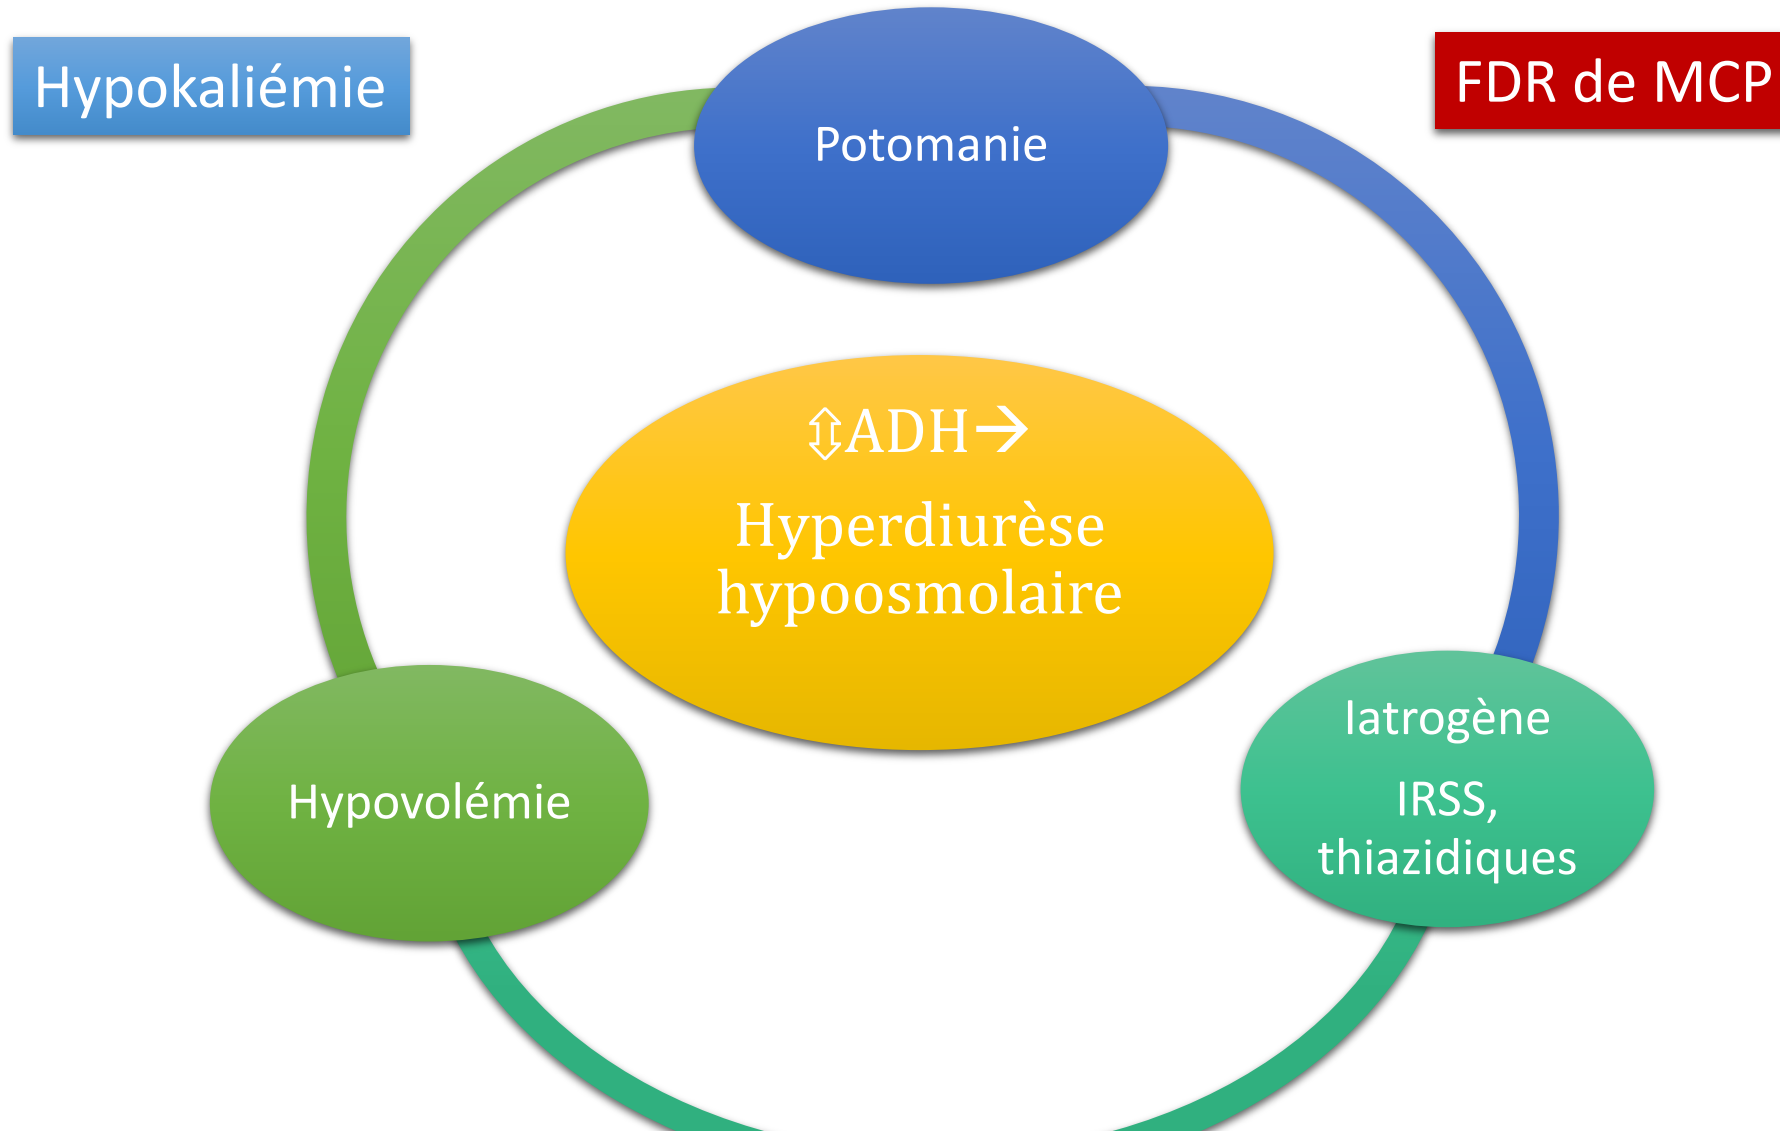 Hypokaliémie
FDR de MCP
Potomanie
⇳ADH→
Hyperdiurèse
hypoosmolaire
Iatrogène
IRSS,
thiazidiques
Hypovolémie